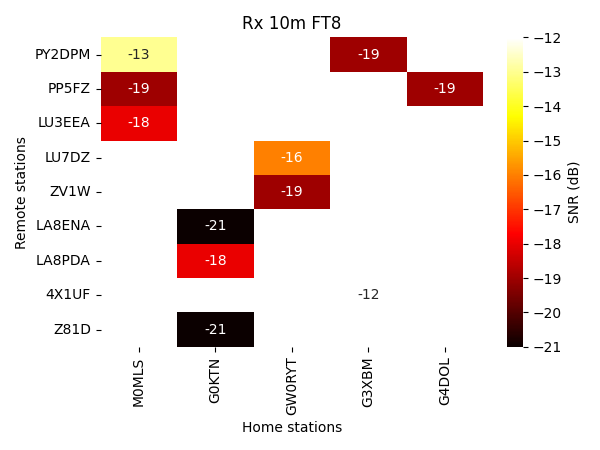 Rx 10m FT8
Remote stations
PY2DPM -13 -19
PP5FZ -19 -19
LU3EEA -18
LU7DZ -16
ZV1W -19
LA8ENA -21
LA8PDA -18
4X1UF -12
Z81D -21
M0MLS G0KTN GW0RYT G3XBM G4DOL
Home stations
−12
−13
−14
−15
−16
−17
−18
−19
−20
−21
SNR (dB)